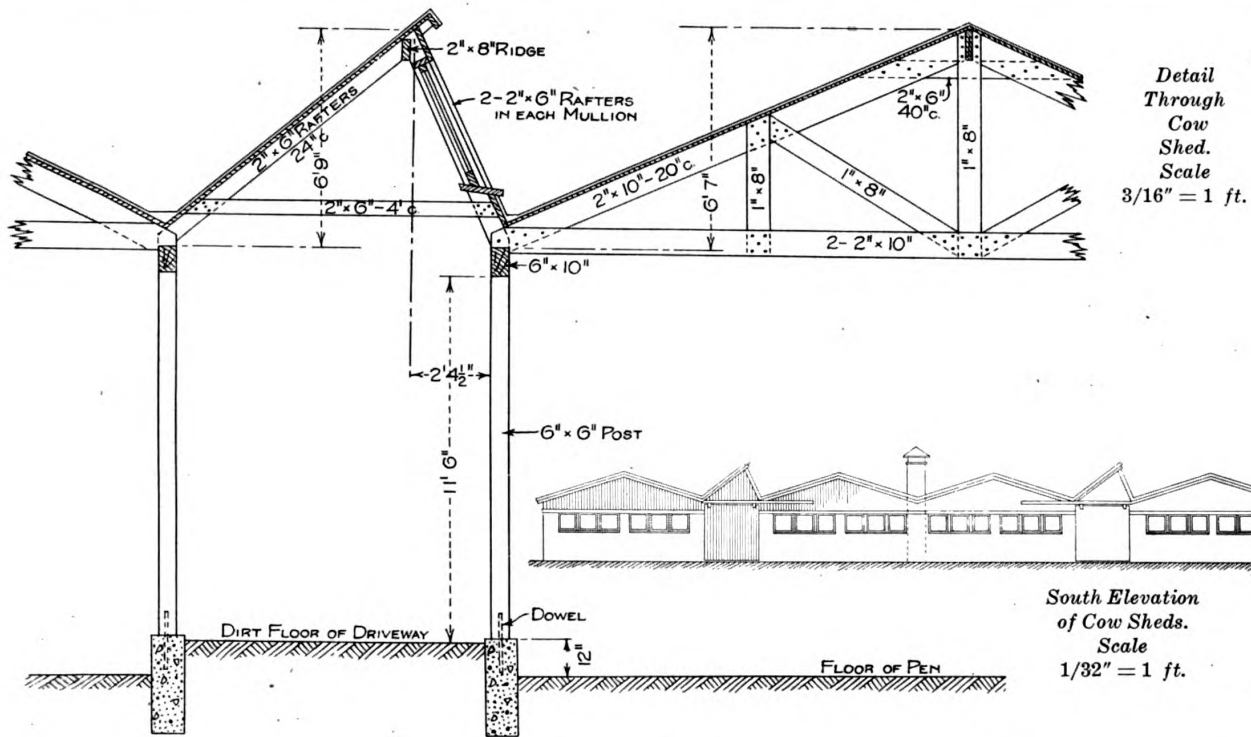 2" × 8" RIDGE
2-2" × 6" RAFTERS
IN EACH MULLION
2" × 6" RAFTERS
24" c
6' 9"
2" × 6" - 4' c.
6" × 10"
2" × 10" - 20" c.
6' 7"
1" × 8"
1" × 8"
2" × 6"
40" c.
1" × 8"
2-2" × 10"
Detail
Through
Cow
Shed.
Scale
3/16" = 1 ft.
2' 4½"
6" × 6" POST
11' 6"
DOWEL
DIRT FLOOR OF DRIVEWAY
12"
FLOOR OF PEN
South Elevation
of Cow Sheds.
Scale
1/32" = 1 ft.